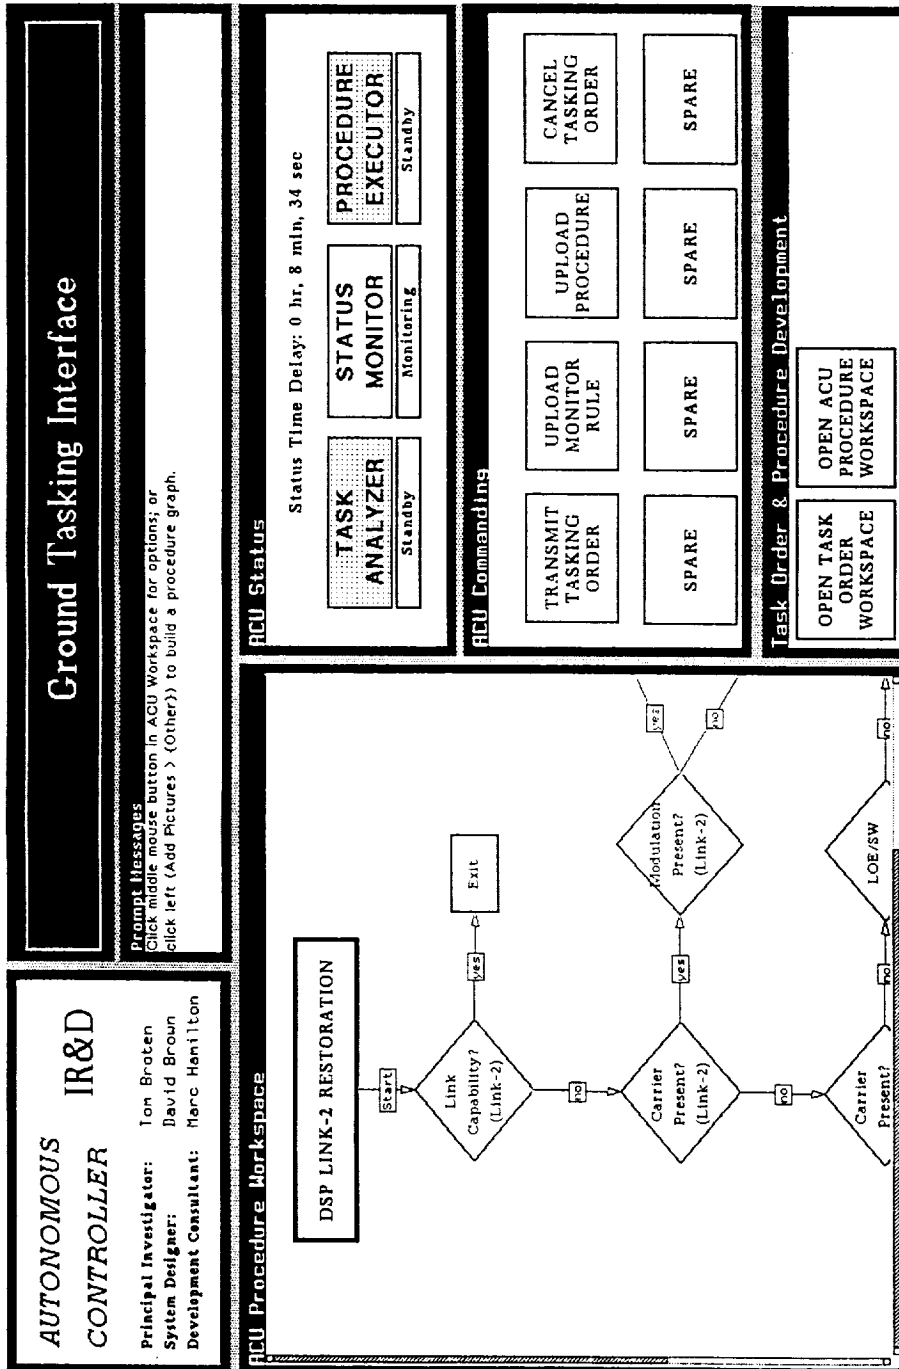 AUTONOMOUS
CONTROLLER IR&D
Principal Investigator: Tom Broten
System Designer: David Brown
Development Consultant: Marc Hamilton
Ground Tasking Interface
Prompt Messages
Click middle mouse button in ACU Workspace for options; or
click left (Add Pictures > (Other)) to build a procedure graph.
ACU Procedure Workspace
DSP LINK-2 RESTORATION
Start
Link
Capability?
(Link-2)
yes
Exit
no
Carrier
Present?
(Link-2)
yes
Modulation
Present?
(Link-2)
yes
no
no
Carrier
Present?
no
LOE/SW
no
ACU Status
Status Time Delay: 0 hr, 8 min, 34 sec
TASK
ANALYZER
Standby
STATUS
MONITOR
Monitoring
PROCEDURE
EXECUTOR
Standby
ACU Commanding
TRANSMIT
TASKING
ORDER
UPLOAD
MONITOR
RULE
UPLOAD
PROCEDURE
CANCEL
TASKING
ORDER
SPARE
SPARE
SPARE
SPARE
Task Order & Procedure Development
OPEN TASK
ORDER
WORKSPACE
OPEN ACU
PROCEDURE
WORKSPACE